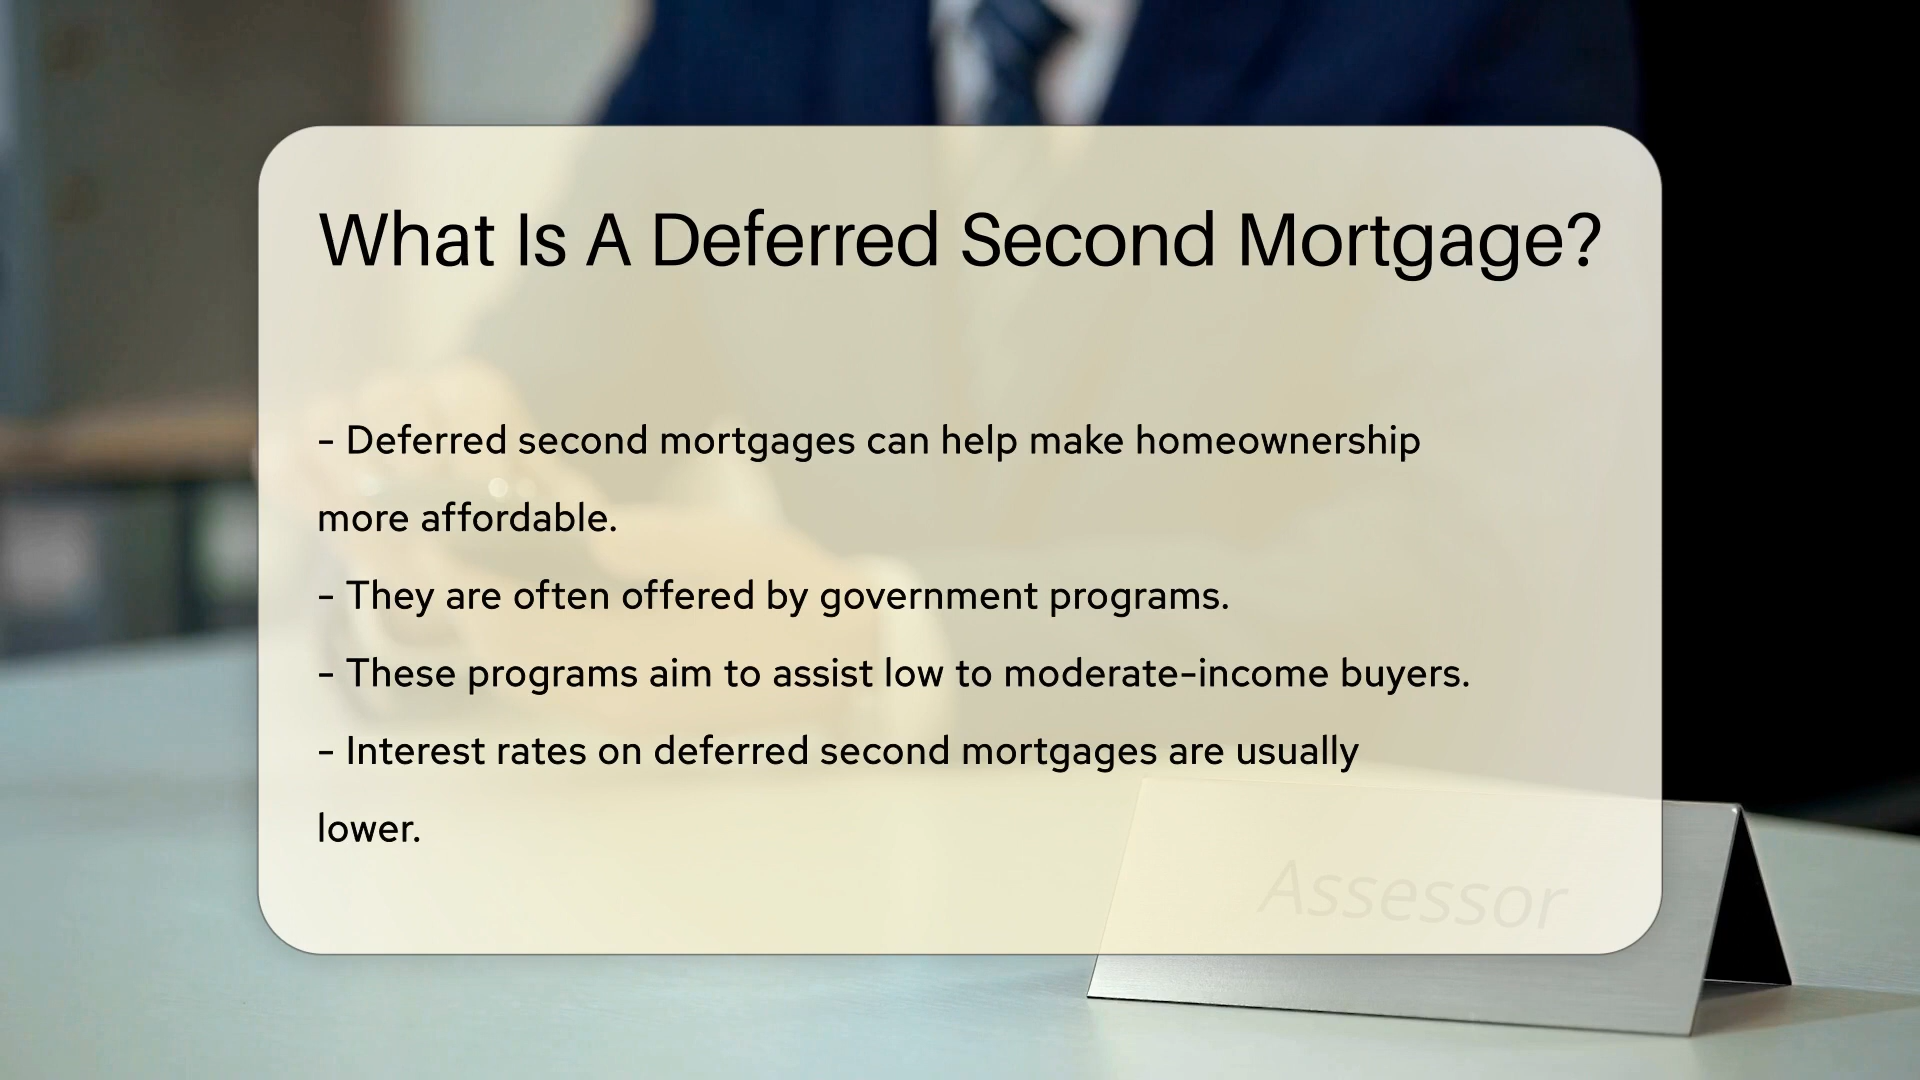 What Is A Deferred Second Mortgage?
- Deferred second mortgages can help make homeownership
more affordable.
- They are often offered by government programs.
- These programs aim to assist low to moderate-income buyers.
- Interest rates on deferred second mortgages are usually
lower.
Assessor